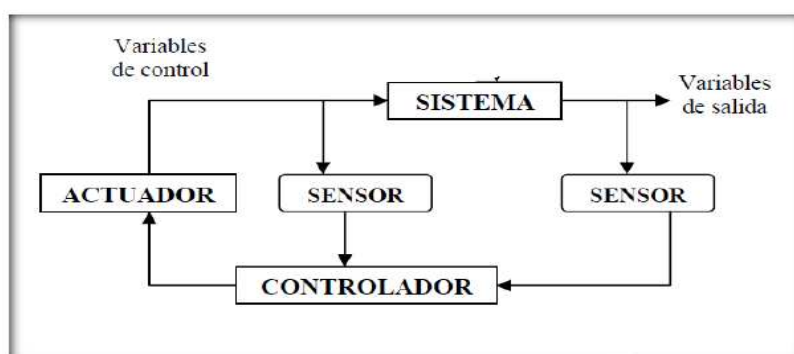 Variables
de control
SISTEMA
Variables
de salida
ACTUADOR
SENSOR
SENSOR
CONTROLADOR